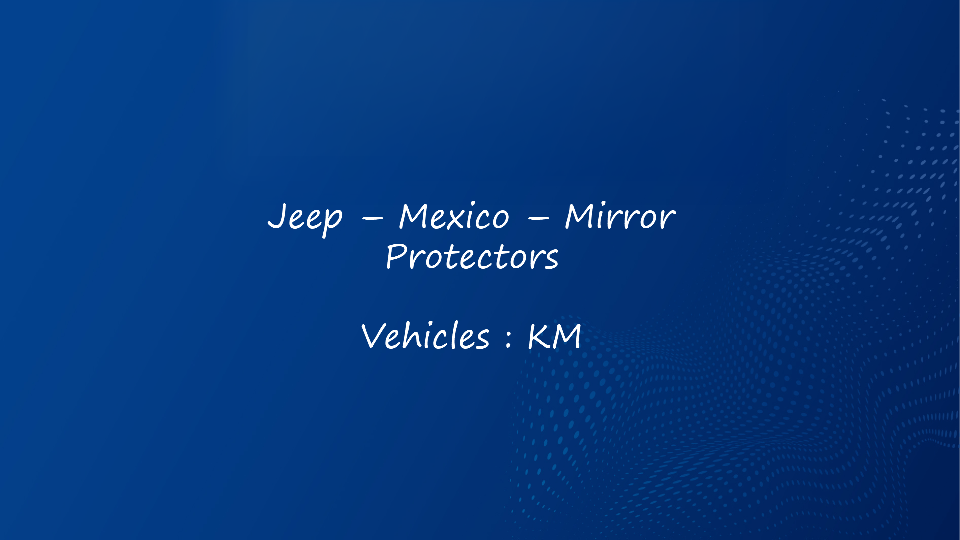 Jeep – Mexico – Mirror
Protectors
Vehicles : KM